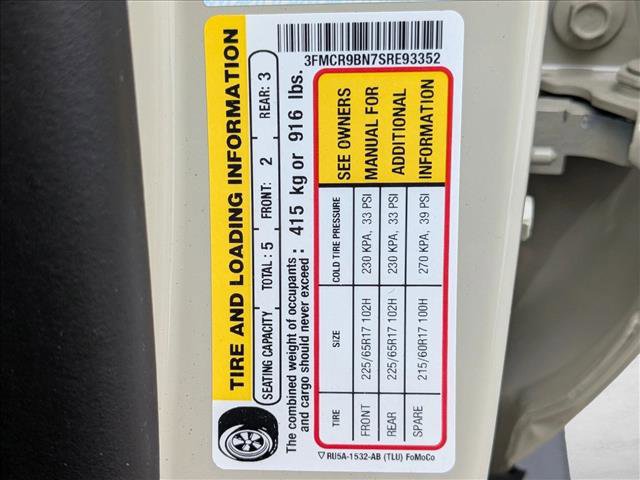 3FMCR9BN7SRE93352
TIRE AND LOADING INFORMATION
SEATING CAPACITY TOTAL: 5 FRONT: 2 REAR: 3
The combined weight of occupants
and cargo should never exceed : 415 kg or 916 lbs.
TIRE SIZE COLD TIRE PRESSURE SEE OWNERS
FRONT 225/65R17 102H 230 KPA, 33 PSI MANUAL FOR
REAR 225/65R17 102H 230 KPA, 33 PSI ADDITIONAL
SPARE 215/60R17 100H 270 KPA, 39 PSI INFORMATION
▽ RU5A-1532-AB (TLU) FoMoCo